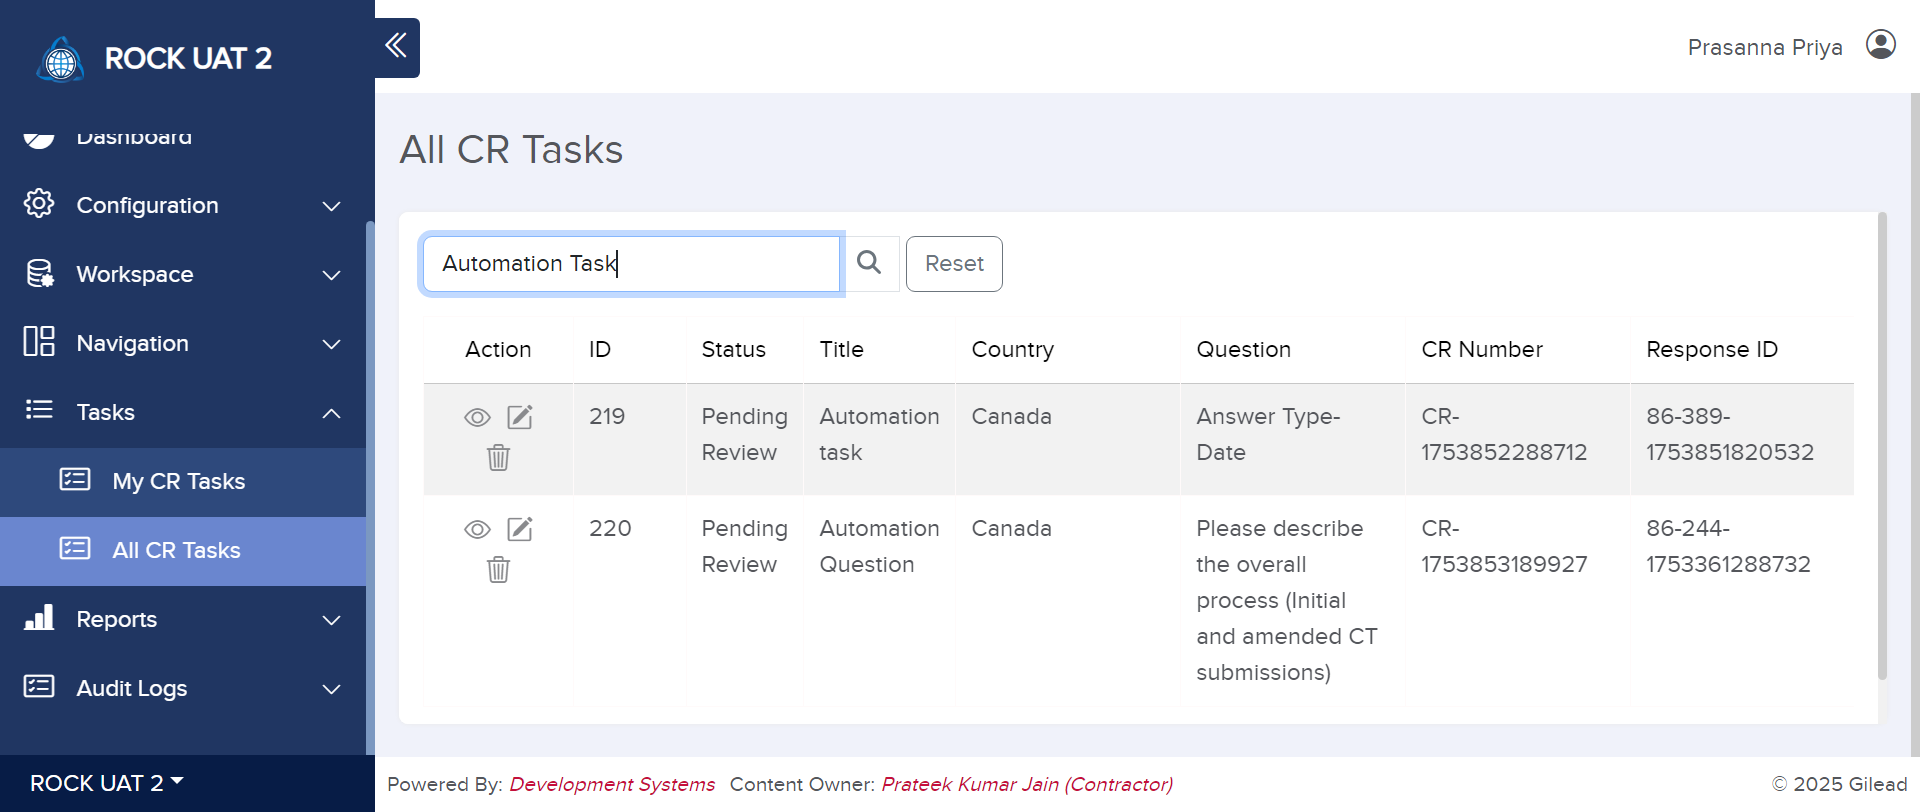 ROCK UAT 2
Prasanna Priya
Dashboard
Configuration
Workspace
Navigation
Tasks
My CR Tasks
All CR Tasks
Reports
Audit Logs
ROCK UAT 2
All CR Tasks
Automation Task
Reset
Action ID Status Title Country Question CR Number Response ID
219 Pending Automation Canada Answer Type- CR- 86-389-
Review task Date 1753852288712 1753851820532
220 Pending Automation Canada Please describe CR- 86-244-
Review Question the overall 1753853189927 1753361288732
process (Initial
and amended CT
submissions)
Powered By: Development Systems Content Owner: Prateek Kumar Jain (Contractor)
© 2025 Gilead